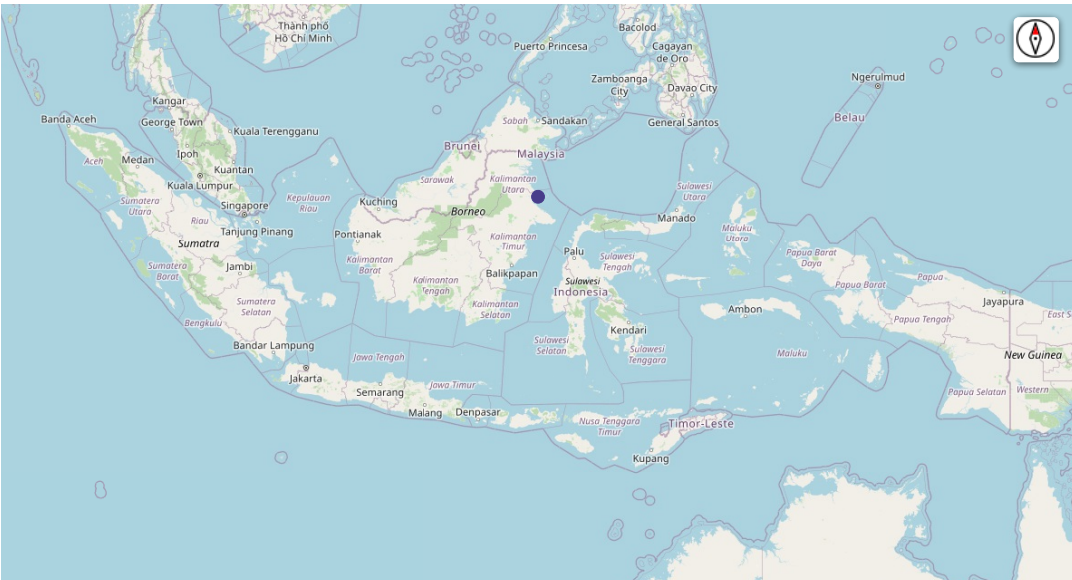 Thành phố
Hồ Chí Minh
Bacolod
Puerto Princesa
Cagayan
de Oro
Zamboanga
City
Davao City
Ngerulmud
Kangar
Banda Aceh
George Town
Kuala Terengganu
Sabah
Sandakan
General Santos
Belau
Ipoh
Brunei
Malaysia
Aceh
Medan
Kuantan
Kuala Lumpur
Sarawak
Kalimantan
Utara
Sulawesi
Utara
Sumatera
Utara
Kepulauan
Riau
Singapore
Kuching
Borneo
Manado
Riau
Tanjung Pinang
Pontianak
Kalimantan
Timur
Maluku
Utara
Sumatra
Palu
Papua Barat
Daya
Sumatera
Barat
Jambi
Kalimantan
Barat
Balikpapan
Sulawesi
Tengah
Kalimantan
Tengah
Sulawesi
Indonesia
Papua
Papua Barat
Sumatera
Selatan
Kalimantan
Selatan
Jayapura
Ambon
Bengkulu
Kendari
Papua Tengah
East S
Bandar Lampung
Jawa Tengah
Sulawesi
Selatan
Sulawesi
Tenggara
Maluku
New Guinea
Jakarta
Semarang
Jawa Timur
Papua Selatan
Western
Malang
Denpasar
Nusa Tenggara
Timur
Timor-Leste
Kupang